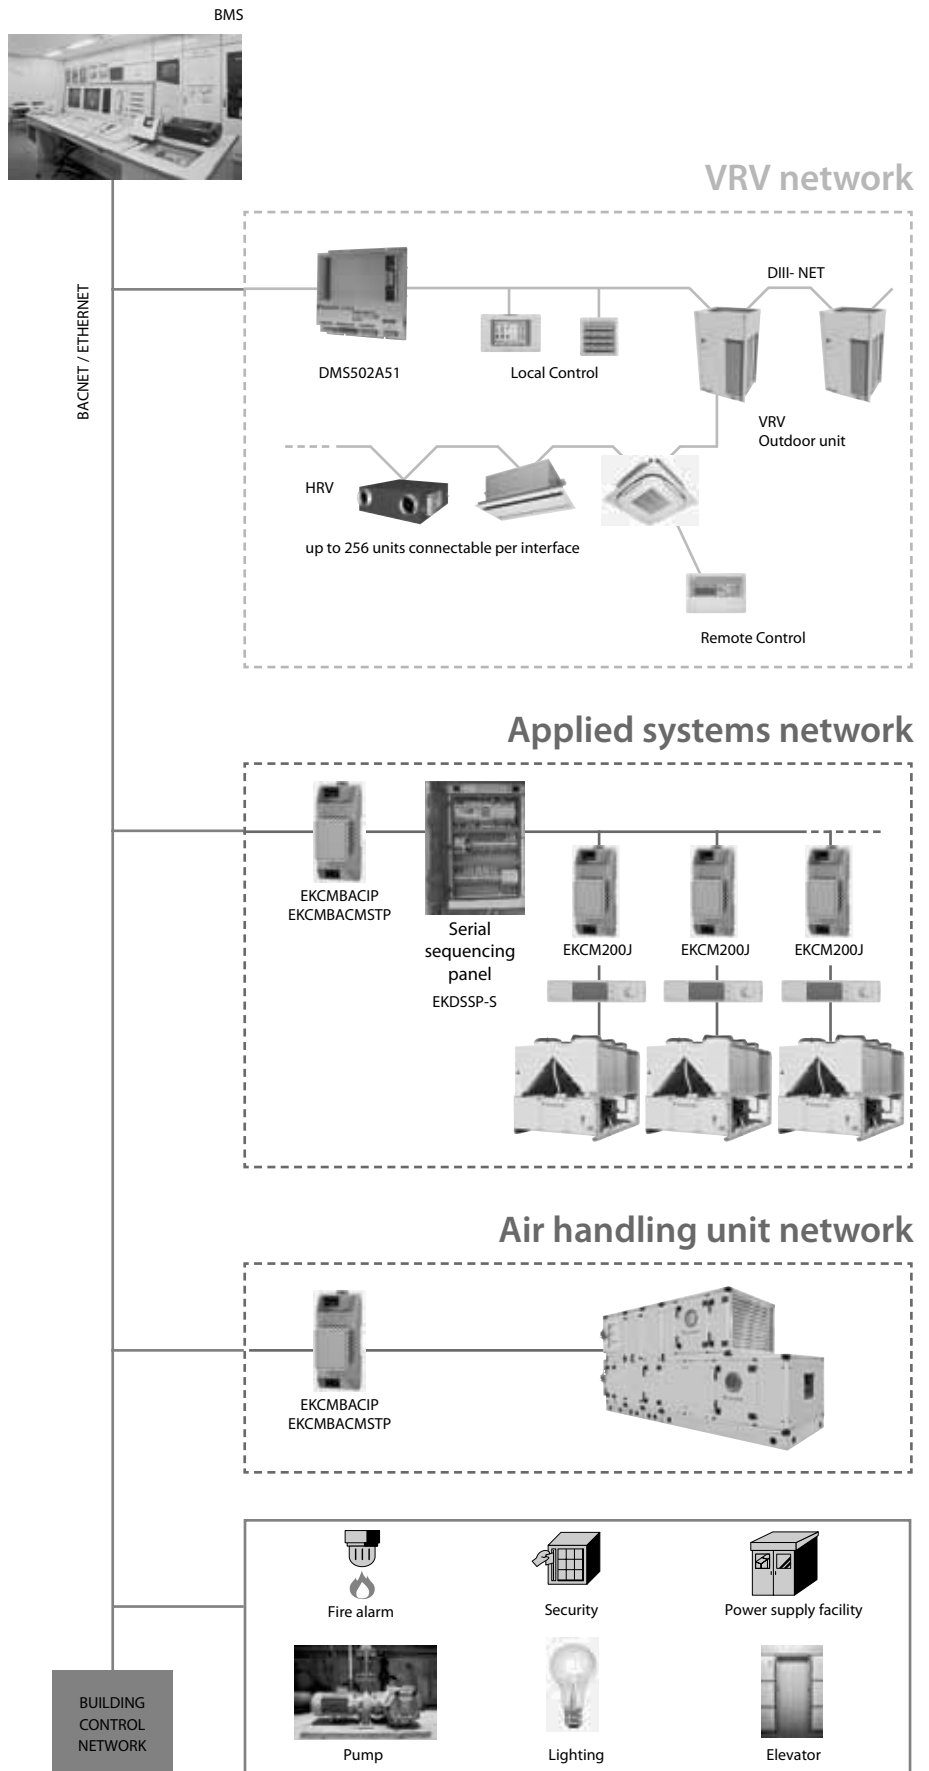 BMS
VRV network
BACNET / ETHERNET
DIII- NET
DMS502A51
Local Control
VRV
Outdoor unit
HRV
up to 256 units connectable per interface
Remote Control
Applied systems network
EKCMBACIP
EKCMBACMSTP
Serial
sequencing
panel
EKDSSP-S
EKCM200J
EKCM200J
EKCM200J
Air handling unit network
EKCMBACIP
EKCMBACMSTP
Fire alarm
Security
Power supply facility
BUILDING
CONTROL
NETWORK
Pump
Lighting
Elevator